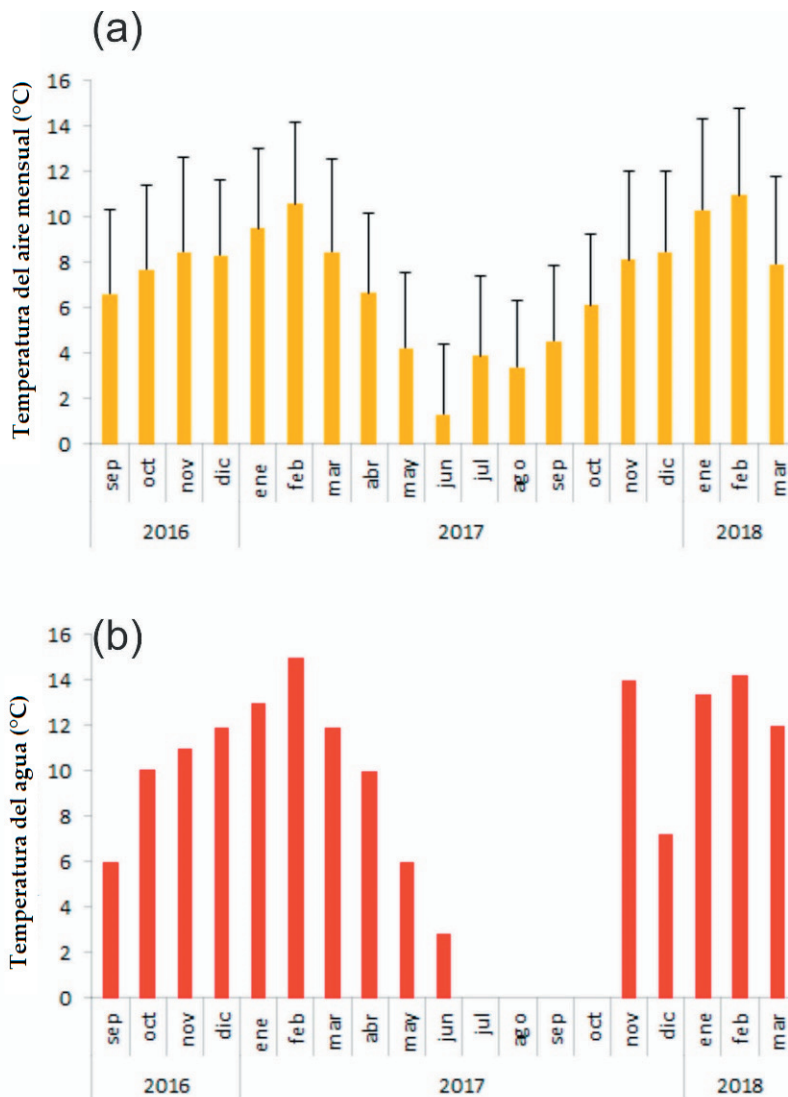 (a)
Temperatura del aire mensual (°C)
16
14
12
10
8
6
4
2
0
sep oct nov dic ene feb mar abr may jun jul ago sep oct nov dic ene feb mar
2016 2017 2018
(b)
Temperatura del agua (°C)
16
14
12
10
8
6
4
2
0
sep oct nov dic ene feb mar abr may jun jul ago sep oct nov dic ene feb mar
2016 2017 2018